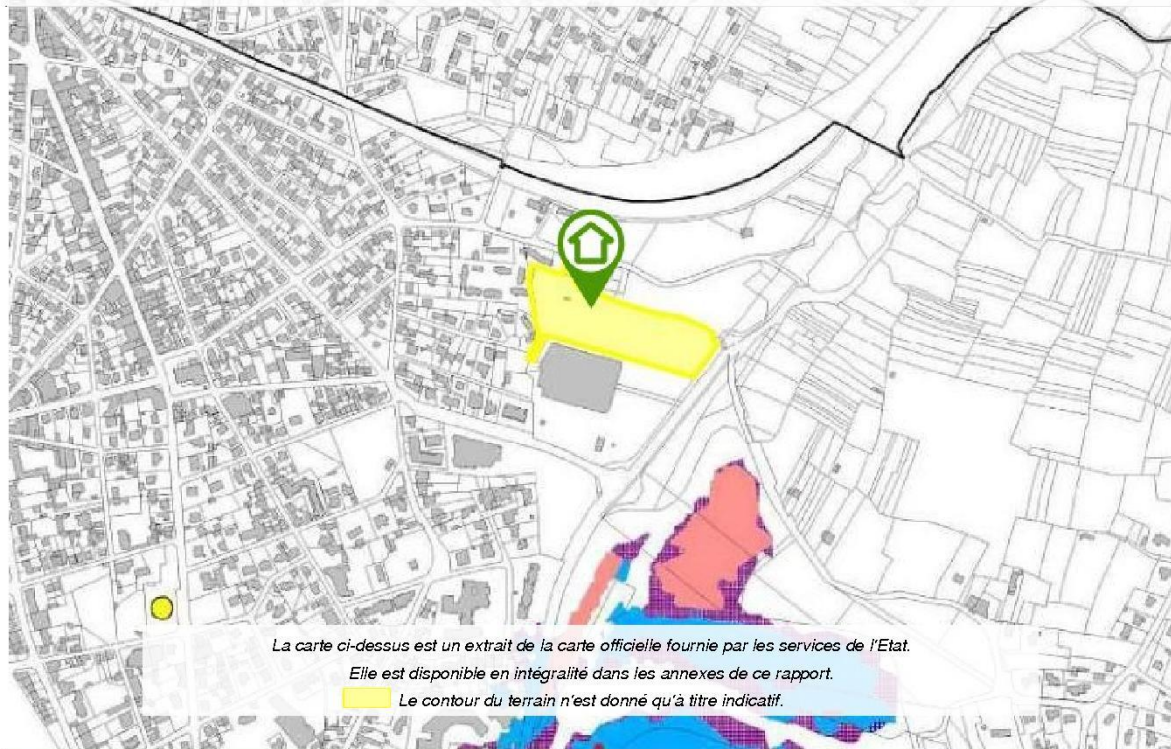 La carte ci-dessus est un extrait de la carte officielle fournie par les services de l'Etat.
Elle est disponible en intégralité dans les annexes de ce rapport.
Le contour du terrain n'est donné qu'à titre indicatif.